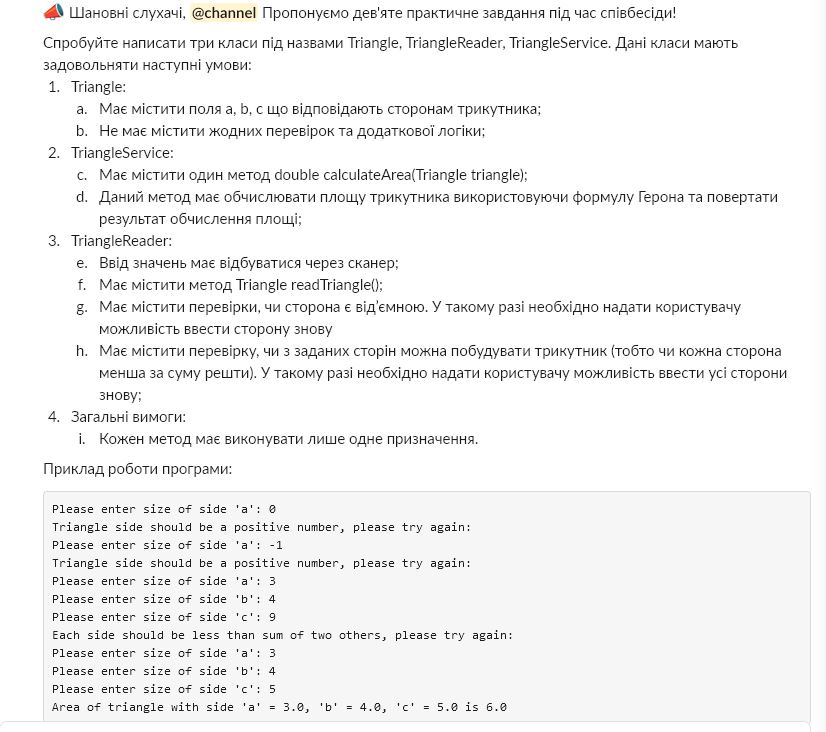 Шановні слухачі, @channel Пропонуємо дев'яте практичне завдання під час співбесіди!
Спробуйте написати три класи під назвами Triangle, TriangleReader, TriangleService. Дані класи мають
задовольняти наступні умови:
1. Triangle:
a. Має містити поля a, b, c що відповідають сторонам трикутника;
b. Не має містити жодних перевірок та додаткової логіки;
2. TriangleService:
c. Має містити один метод double calculateArea(Triangle triangle);
d. Даний метод має обчислювати площу трикутника використовуючи формулу Герона та повертати
результат обчислення площі;
3. TriangleReader:
e. Ввід значень має відбуватися через сканер;
f. Має містити метод Triangle readTriangle();
g. Має містити перевірки, чи сторона є від’ємною. У такому разі необхідно надати користувачу
можливість ввести сторону знову
h. Має містити перевірку, чи з заданих сторін можна побудувати трикутник (тобто чи кожна сторона
менша за суму решти). У такому разі необхідно надати користувачу можливість ввести усі сторони
знову;
4. Загальні вимоги:
i. Кожен метод має виконувати лише одне призначення.
Приклад роботи програми:
Please enter size of side 'a': 0
Triangle side should be a positive number, please try again:
Please enter size of side 'a': -1
Triangle side should be a positive number, please try again:
Please enter size of side 'a': 3
Please enter size of side 'b': 4
Please enter size of side 'c': 9
Each side should be less than sum of two others, please try again:
Please enter size of side 'a': 3
Please enter size of side 'b': 4
Please enter size of side 'c': 5
Area of triangle with side 'a' = 3.0, 'b' = 4.0, 'c' = 5.0 is 6.0